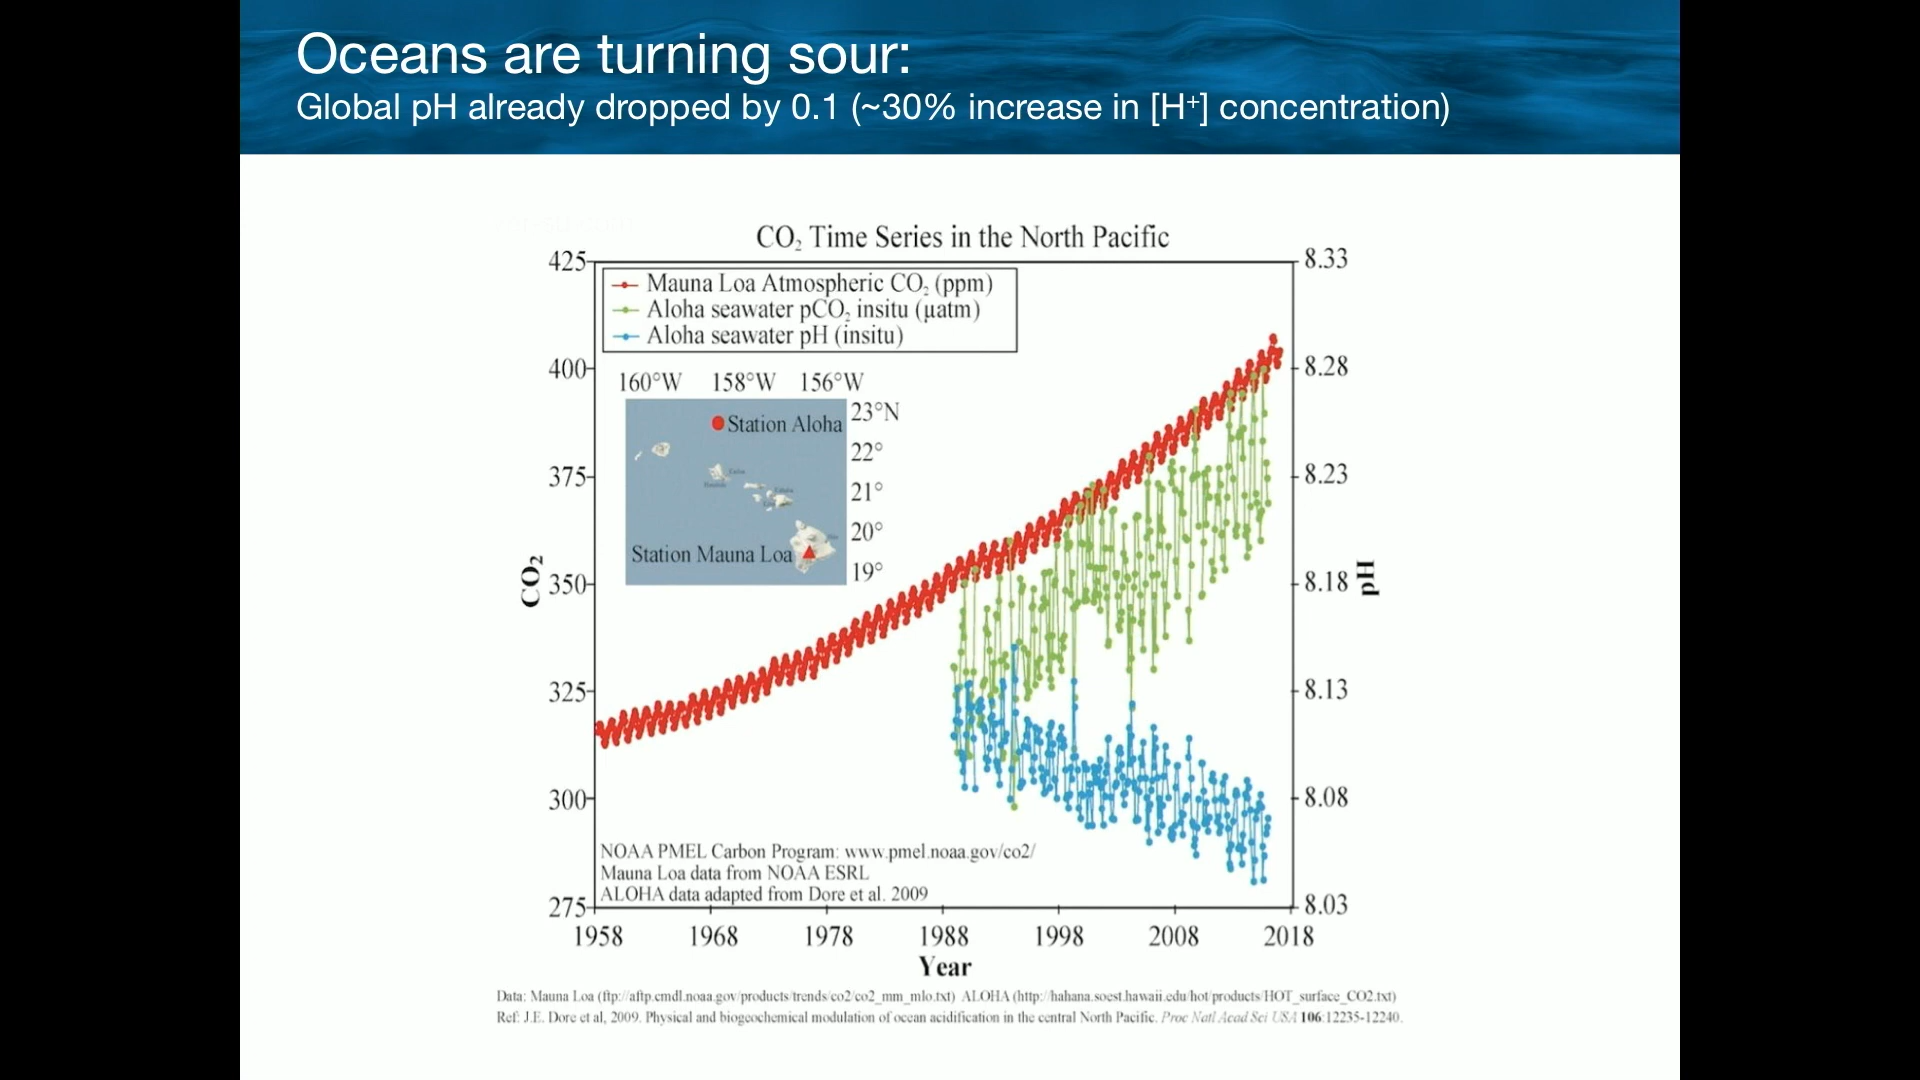 Oceans are turning sour:
Global pH already dropped by 0.1 (~30% increase in [H⁺] concentration)
CO₂ Time Series in the North Pacific
425
400
375
350
325
300
275
CO₂
8.33
8.28
8.23
8.18
8.13
8.08
8.03
pH
Mauna Loa Atmospheric CO₂ (ppm)
Aloha seawater pCO₂ insitu (µatm)
Aloha seawater pH (insitu)
160°W 158°W 156°W
23°N
22°
21°
20°
19°
Station Aloha
Station Mauna Loa
NOAA PMEL Carbon Program: www.pmel.noaa.gov/co2/
Mauna Loa data from NOAA ESRL
ALOHA data adapted from Dore et al. 2009
1958 1968 1978 1988 1998 2008 2018
Year
Data: Mauna Loa (ftp://aftp.cmdl.noaa.gov/products/trends/co2/co2_mm_mlo.txt) ALOHA (http://hahana.soest.hawaii.edu/hot/products/HOT_surface_CO2.txt)
Ref: J.E. Dore et al, 2009. Physical and biogeochemical modulation of ocean acidification in the central North Pacific. Proc Natl Acad Sci USA 106:12235-12240.